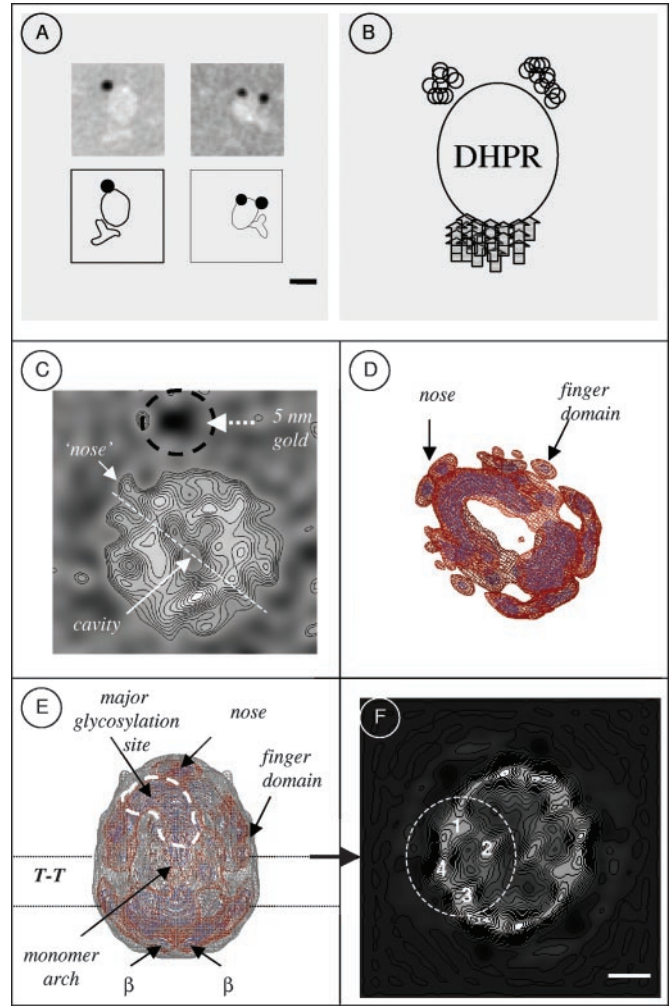 A
B
DHPR
C
'nose'
5 nm
gold
cavity
D
nose
finger
domain
E
major
glycosylation
site
nose
finger
domain
T-T
monomer
arch
β
β
F
1
2
4
3